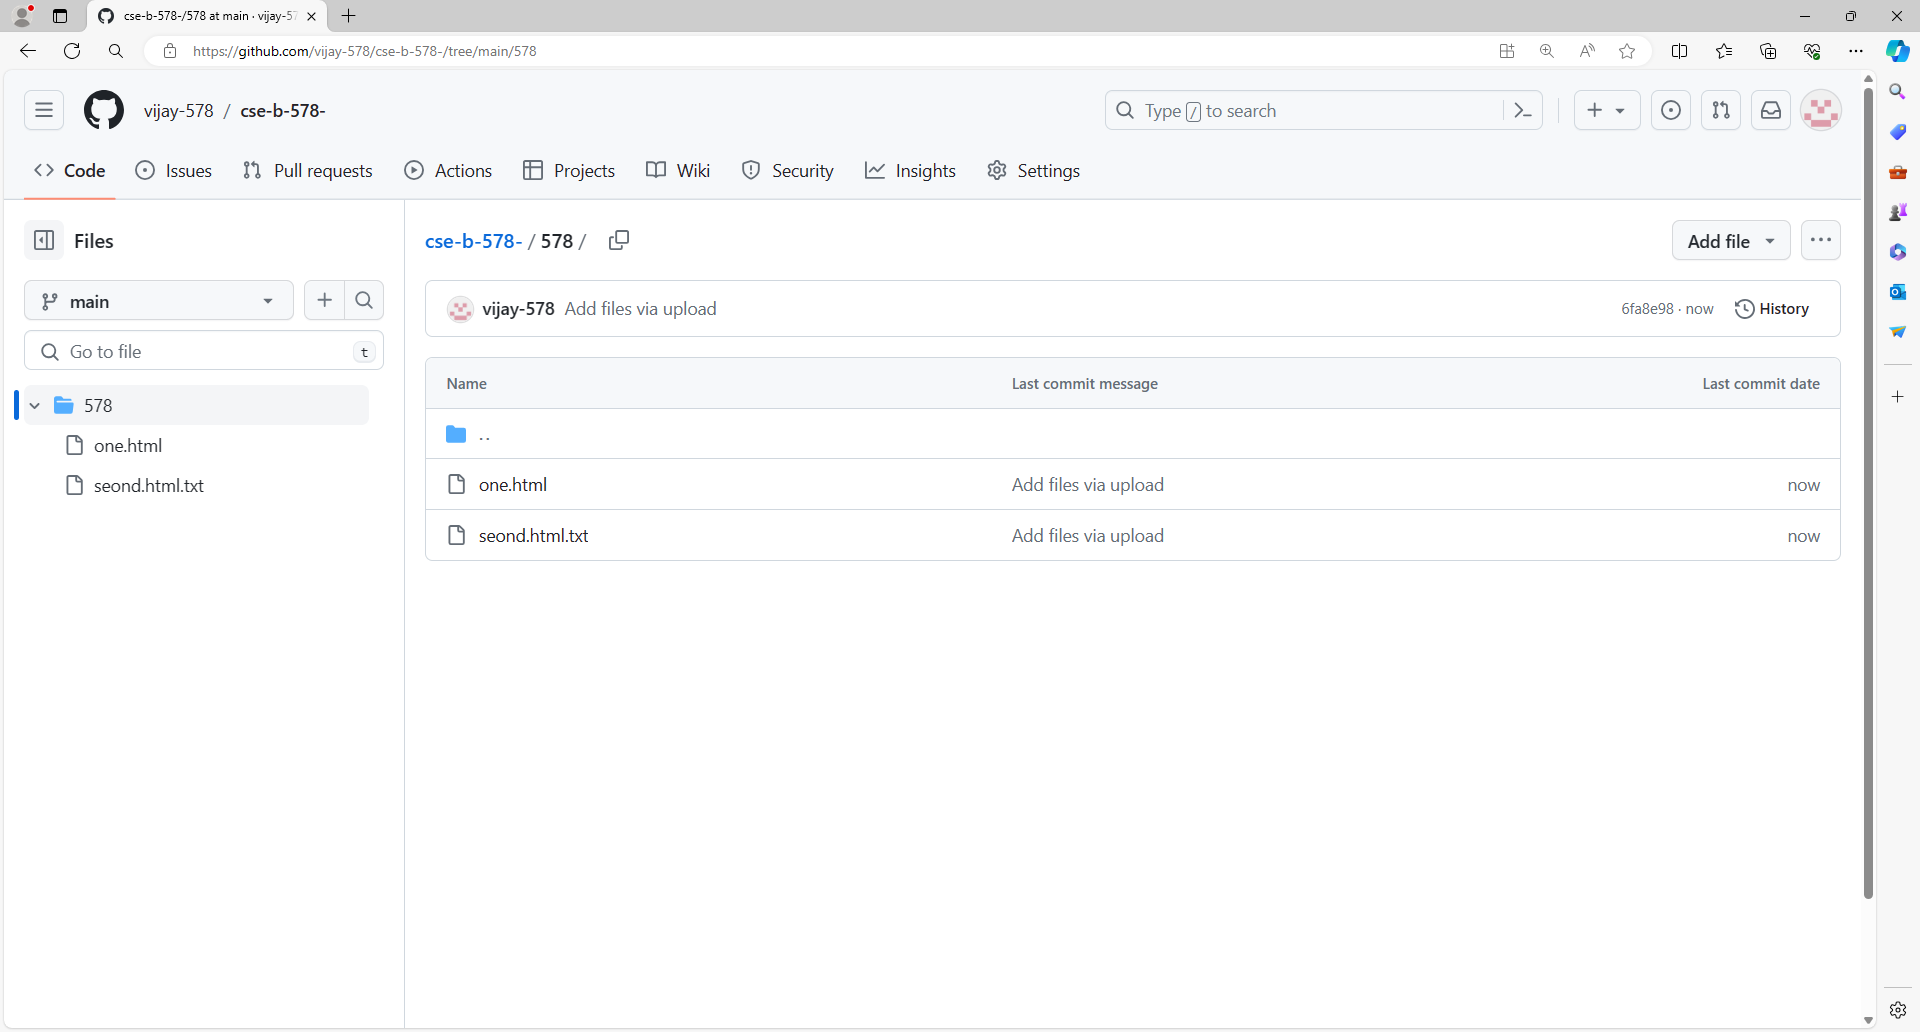 cse-b-578-/578 at main · vijay-57
https://github.com/vijay-578/cse-b-578-/tree/main/578
vijay-578 / cse-b-578-
Type / to search
Code Issues Pull requests Actions Projects Wiki Security Insights Settings
Files
cse-b-578- / 578 /
Add file
main
vijay-578 Add files via upload
6fa8e98 · now
History
Go to file
t
Name Last commit message Last commit date
578
..
one.html
one.html Add files via upload now
seond.html.txt
seond.html.txt Add files via upload now